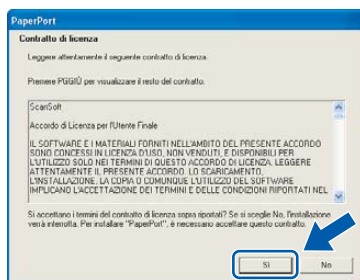 PaperPort
Contratto di licenza
Leggere attentamente il seguente contratto di licenza.
Premere PGGIÙ per visualizzare il resto del contratto.
ScanSoft
Accordo di Licenza per l'Utente Finale
IL SOFTWARE E I MATERIALI FORNITI NELL'AMBITO DEL PRESENTE ACCORDO
SONO CONCESSI IN LICENZA D'USO, NON VENDUTI, E DISPONIBILI PER
L'UTILIZZO SOLO NEI TERMINI DI QUESTO ACCORDO DI LICENZA. LEGGERE
ATTENTAMENTE IL PRESENTE ACCORDO. LO SCARICAMENTO,
L'INSTALLAZIONE, LA COPIA O COMUNQUE L'UTILIZZO DEL SOFTWARE
IMPLICANO L'ACCETTAZIONE DEI TERMINI E DELLE CONDIZIONI RIPORTATI NEL
Si accettano i termini del contratto di licenza sopra riportati? Se si sceglie No, l'installazione
verrà interrotta. Per installare "PaperPort", è necessario accettare questo contratto.
Sì
No